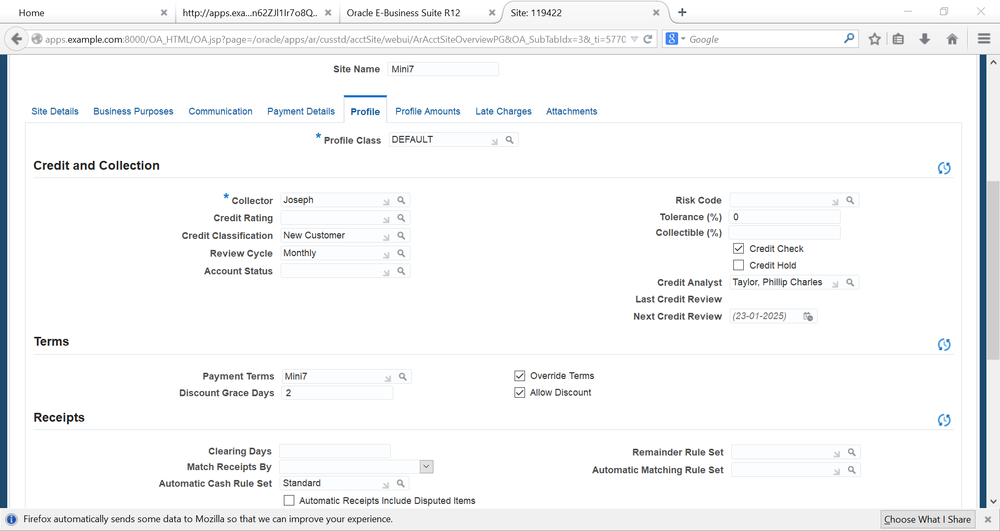 Home
http://apps.exa...n62ZJl1Ir7o8Q..
Oracle E-Business Suite R12
Site: 119422
apps.example.com:8000/OA_HTML/OA.jsp?page=/oracle/apps/ar/cusstd/acctSite/webui/ArAcctSiteOverviewPG&OA_SubTabIdx=3&_ti=5770
8 Google
Site Name Mini7
Site Details Business Purposes Communication Payment Details Profile Profile Amounts Late Charges Attachments
* Profile Class DEFAULT
Credit and Collection
* Collector Joseph
Credit Rating
Credit Classification New Customer
Review Cycle Monthly
Account Status
Risk Code
Tolerance (%) 0
Collectible (%)
Credit Check
Credit Hold
Credit Analyst Taylor, Phillip Charles
Last Credit Review
Next Credit Review (23-01-2025)
Terms
Payment Terms Mini7
Discount Grace Days 2
Override Terms
Allow Discount
Receipts
Clearing Days
Match Receipts By
Automatic Cash Rule Set Standard
Automatic Receipts Include Disputed Items
Remainder Rule Set
Automatic Matching Rule Set
Firefox automatically sends some data to Mozilla so that we can improve your experience.
Choose What I Share